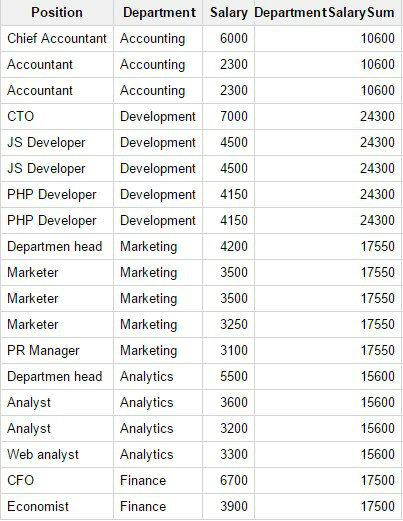 Position Department Salary DepartmentSalarySum
Chief Accountant Accounting 6000 10600
Accountant Accounting 2300 10600
Accountant Accounting 2300 10600
CTO Development 7000 24300
JS Developer Development 4500 24300
JS Developer Development 4500 24300
PHP Developer Development 4150 24300
PHP Developer Development 4150 24300
Departmen head Marketing 4200 17550
Marketer Marketing 3500 17550
Marketer Marketing 3500 17550
Marketer Marketing 3250 17550
PR Manager Marketing 3100 17550
Departmen head Analytics 5500 15600
Analyst Analytics 3600 15600
Analyst Analytics 3200 15600
Web analyst Analytics 3300 15600
CFO Finance 6700 17500
Economist Finance 3900 17500